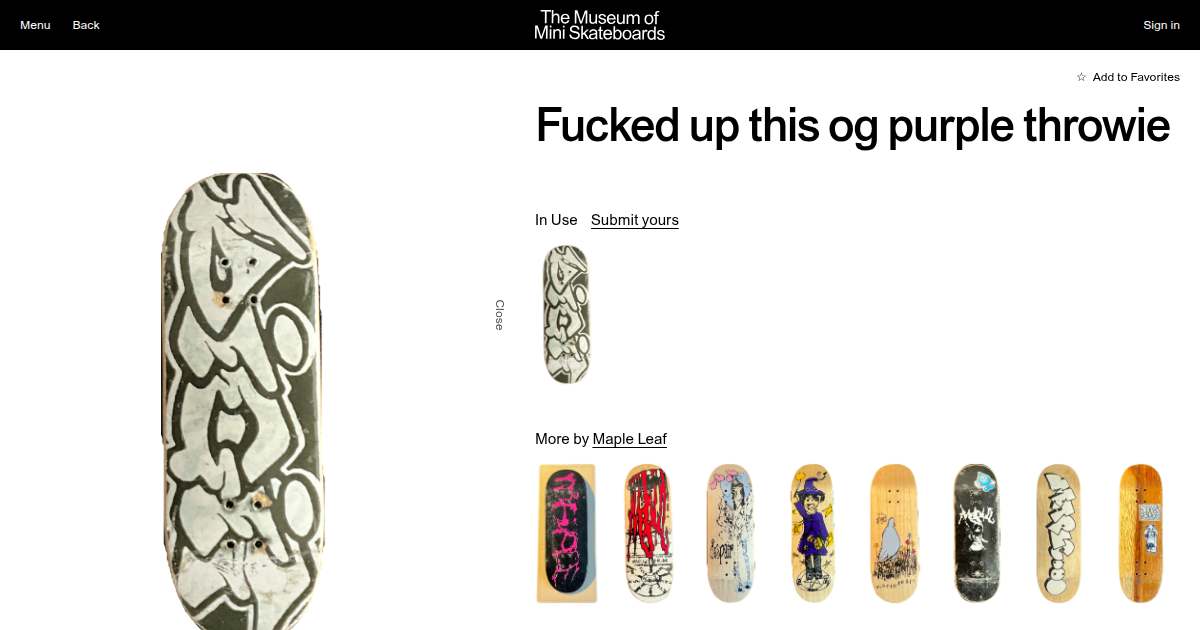 Menu
Back
The Museum of
Mini Skateboards
Sign in
☆ Add to Favorites
Fucked up this og purple throwie
In Use
Submit yours
Close
More by Maple Leaf